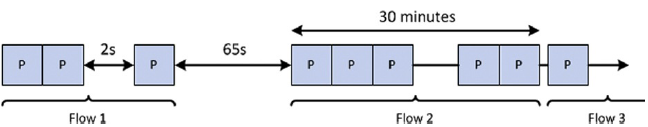 30 minutes
2s
65s
P P P P P P P P P
Flow 1
Flow 2
Flow 3